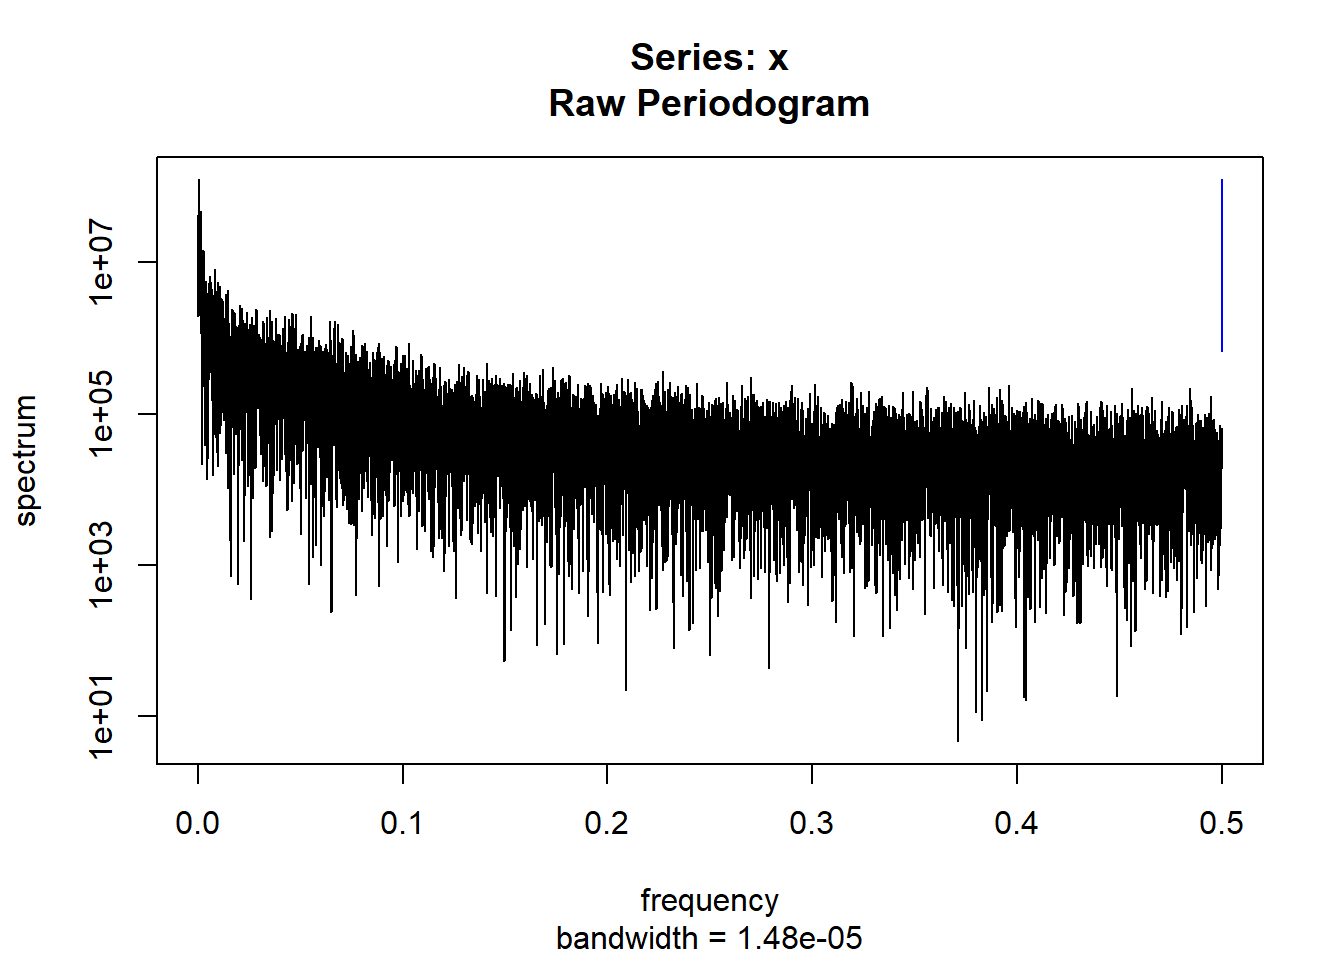 Series: x
Raw Periodogram
spectrum
1e+07
1e+05
1e+03
1e+01
0.0 0.1 0.2 0.3 0.4 0.5
frequency
bandwidth = 1.48e-05